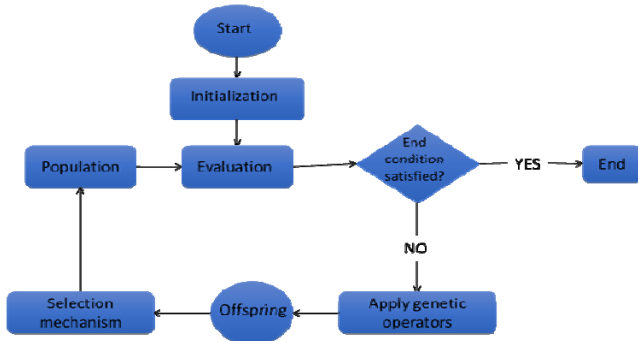 Start
Initialization
Population
Evaluation
End
condition
satisfied?
YES
End
NO
Selection
mechanism
Offspring
Apply genetic
operators